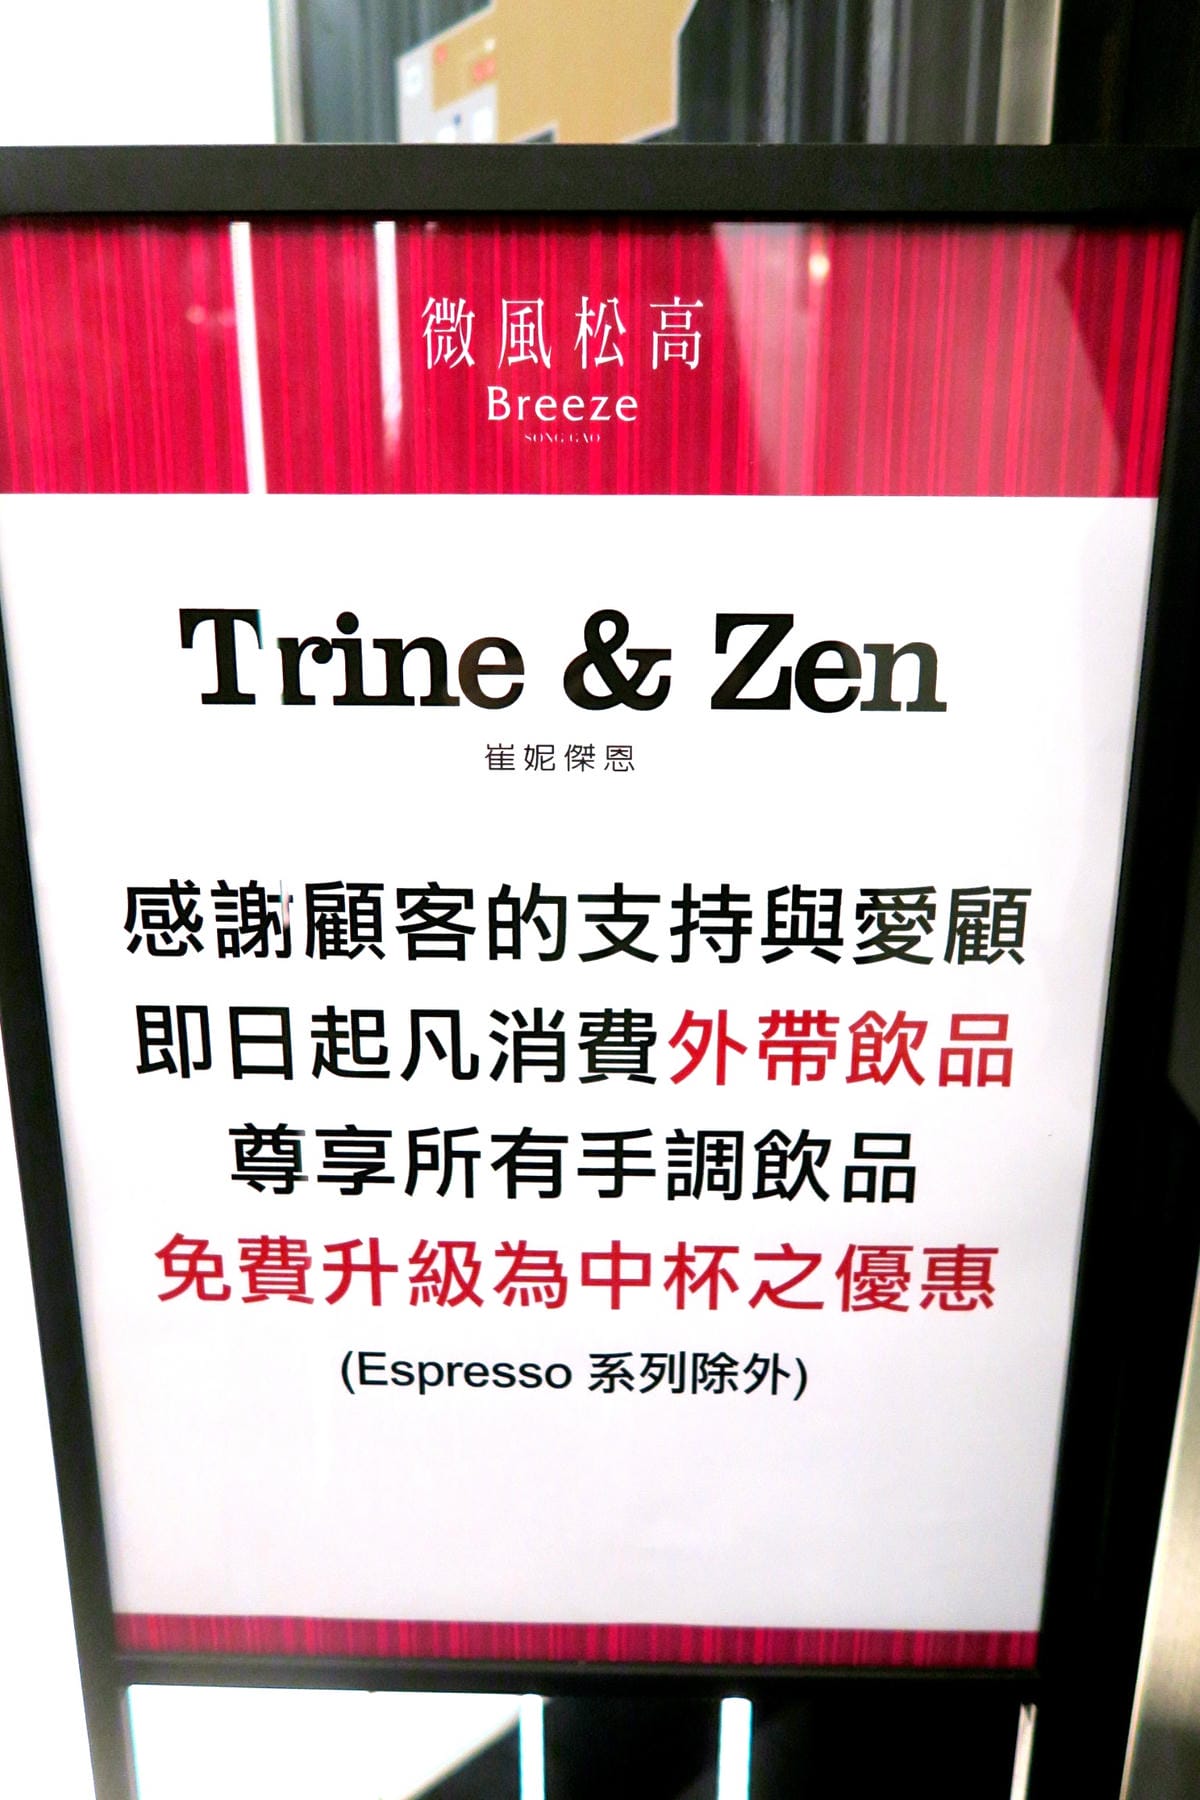 微風松高
Breeze
SONG GAO
Trine & Zen
崔妮傑恩
感謝顧客的支持與愛顧
即日起凡消費外帶飲品
尊享所有手調飲品
免費升級為中杯之優惠
(Espresso 系列除外)